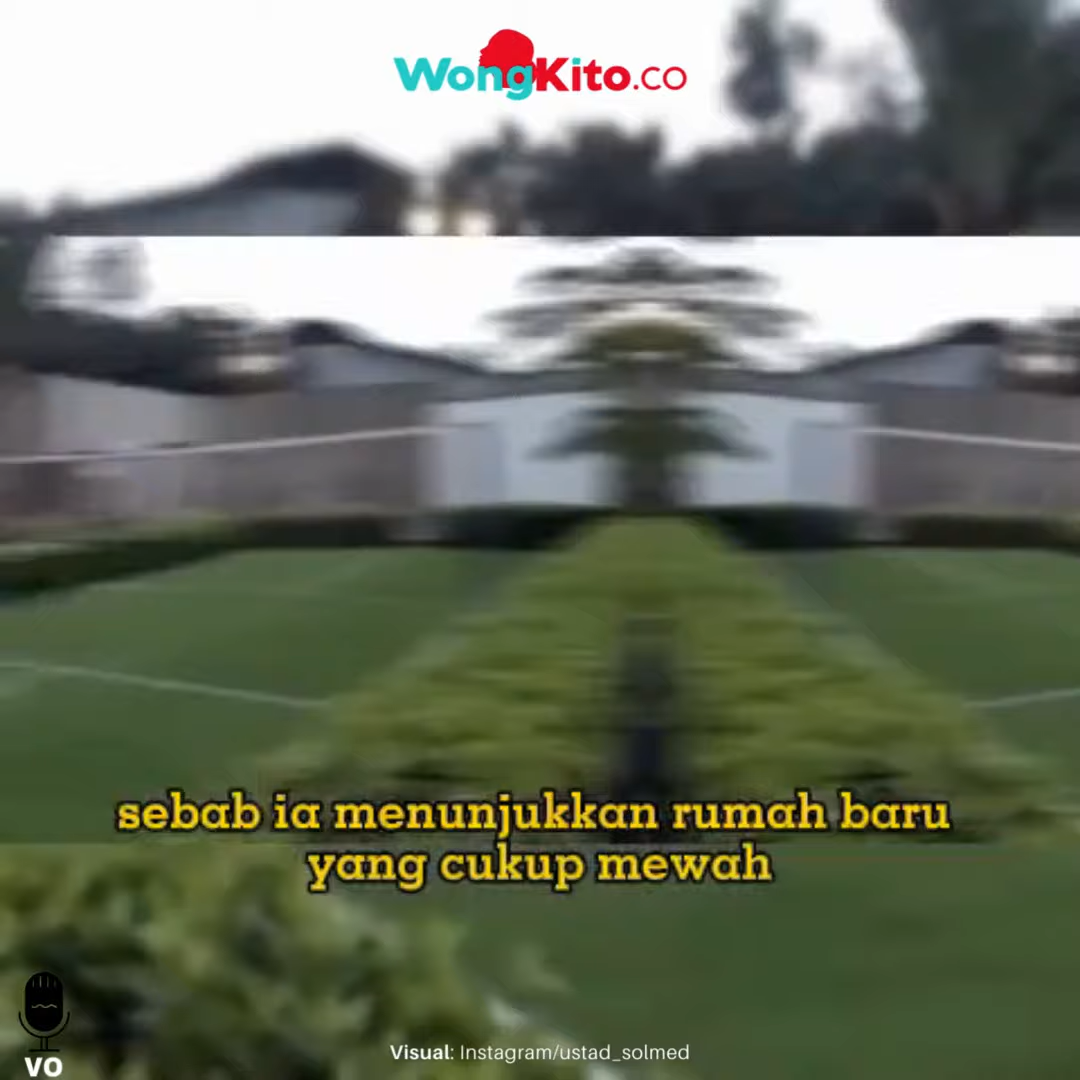 WongKito.co
sebab ia menunjukkan rumah baru
yang cukup mewah
VO
Visual: Instagram/ustad_solmed